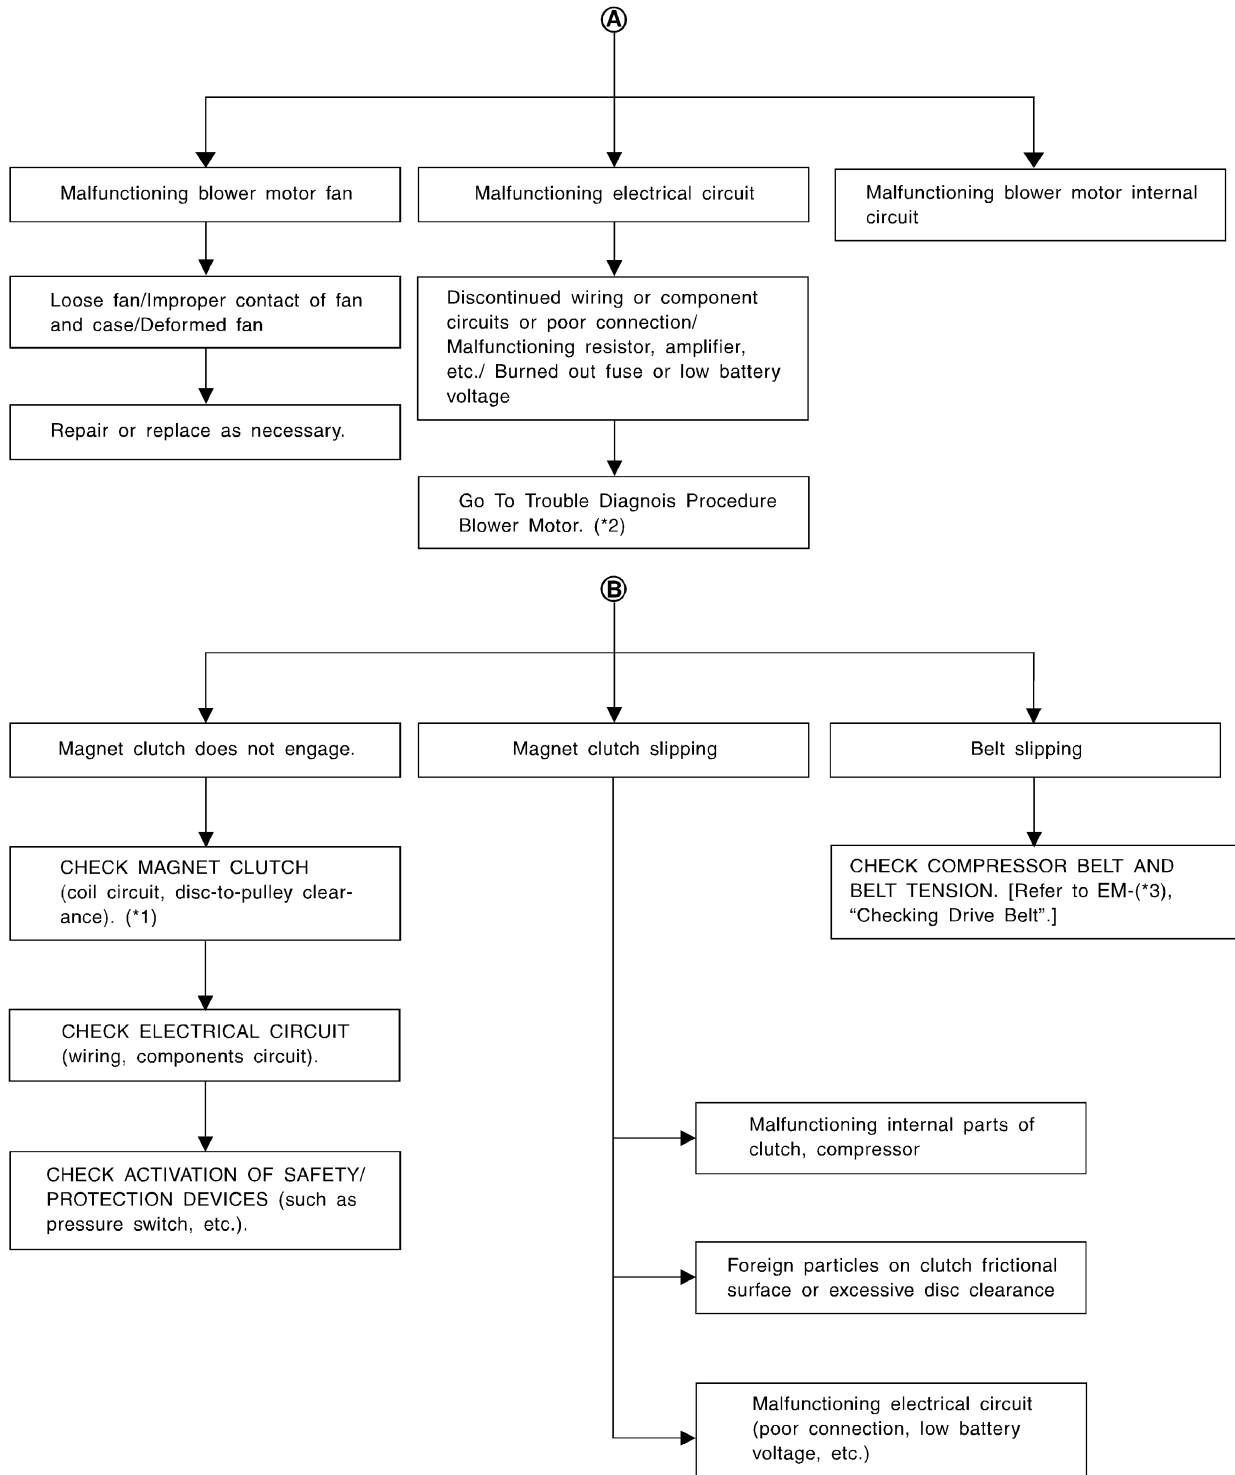 A
Malfunctioning blower motor fan
Malfunctioning electrical circuit
Malfunctioning blower motor internal
circuit
Loose fan/Improper contact of fan
and case/Deformed fan
Discontinued wiring or component
circuits or poor connection/
Malfunctioning resistor, amplifier,
etc./ Burned out fuse or low battery
voltage
Repair or replace as necessary.
Go To Trouble Diagnois Procedure
Blower Motor. (*2)
B
Magnet clutch does not engage.
Magnet clutch slipping
Belt slipping
CHECK MAGNET CLUTCH
(coil circuit, disc-to-pulley clear-
ance). (*1)
CHECK COMPRESSOR BELT AND
BELT TENSION. [Refer to EM-(*3),
“Checking Drive Belt”.]
CHECK ELECTRICAL CIRCUIT
(wiring, components circuit).
CHECK ACTIVATION OF SAFETY/
PROTECTION DEVICES (such as
pressure switch, etc.).
Malfunctioning internal parts of
clutch, compressor
Foreign particles on clutch frictional
surface or excessive disc clearance
Malfunctioning electrical circuit
(poor connection, low battery
voltage, etc.)